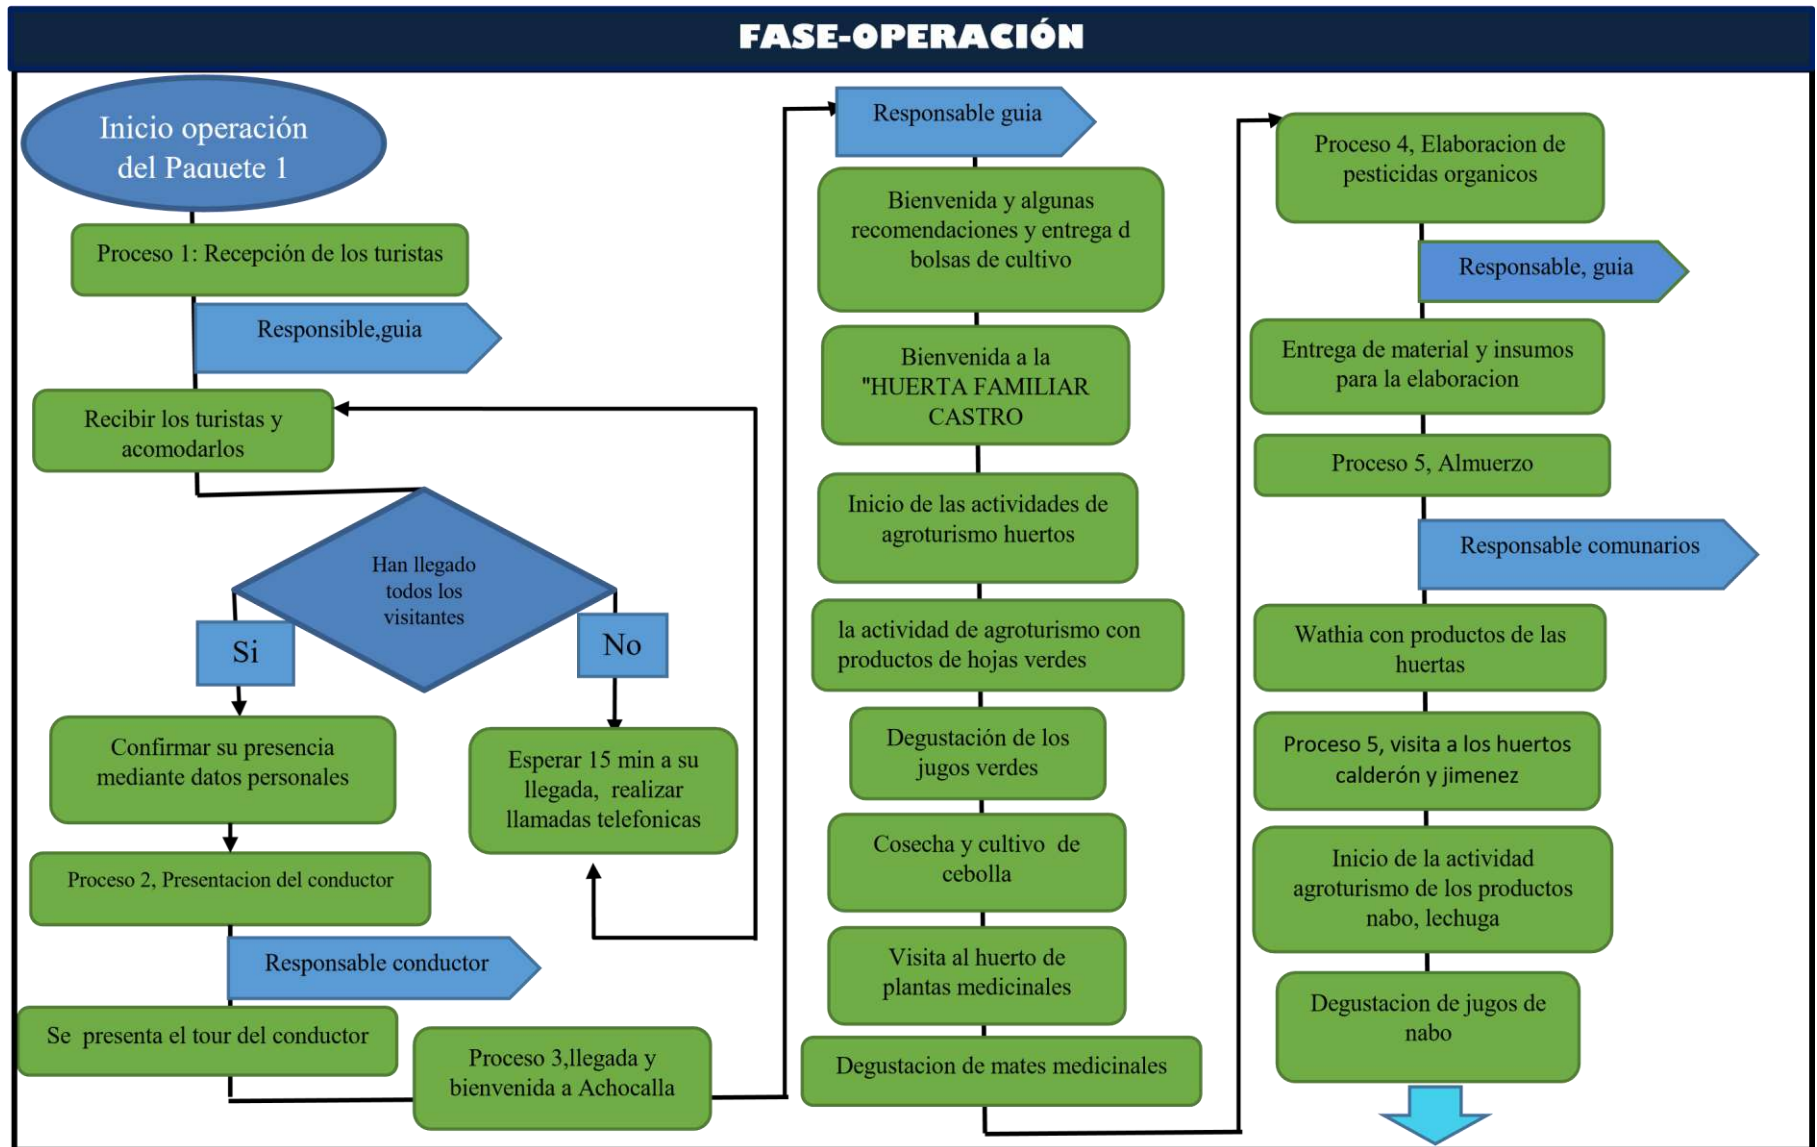 FASE-OPERACIÓN
Inicio operación
del Paquete 1
Proceso 1: Recepción de los turistas
Responsible,guia
Recibir los turistas y
acomodarlos
Han llegado
todos los
visitantes
Si
No
Confirmar su presencia
mediante datos personales
Esperar 15 min a su
llegada, realizar
llamadas telefonicas
Proceso 2, Presentacion del conductor
Responsable conductor
Se presenta el tour del conductor
Proceso 3,llegada y
bienvenida a Achocalla
Responsable guia
Bienvenida y algunas
recomendaciones y entrega d
bolsas de cultivo
Bienvenida a la
"HUERTA FAMILIAR
CASTRO
Inicio de las actividades de
agroturismo huertos
la actividad de agroturismo con
productos de hojas verdes
Degustación de los
jugos verdes
Cosecha y cultivo de
cebolla
Visita al huerto de
plantas medicinales
Degustacion de mates medicinales
Proceso 4, Elaboracion de
pesticidas organicos
Responsable, guia
Entrega de material y insumos
para la elaboracion
Proceso 5, Almuerzo
Responsable comunarios
Wathia con productos de las
huertas
Proceso 5, visita a los huertos
calderón y jimenez
Inicio de la actividad
agroturismo de los productos
nabo, lechuga
Degustacion de jugos de
nabo